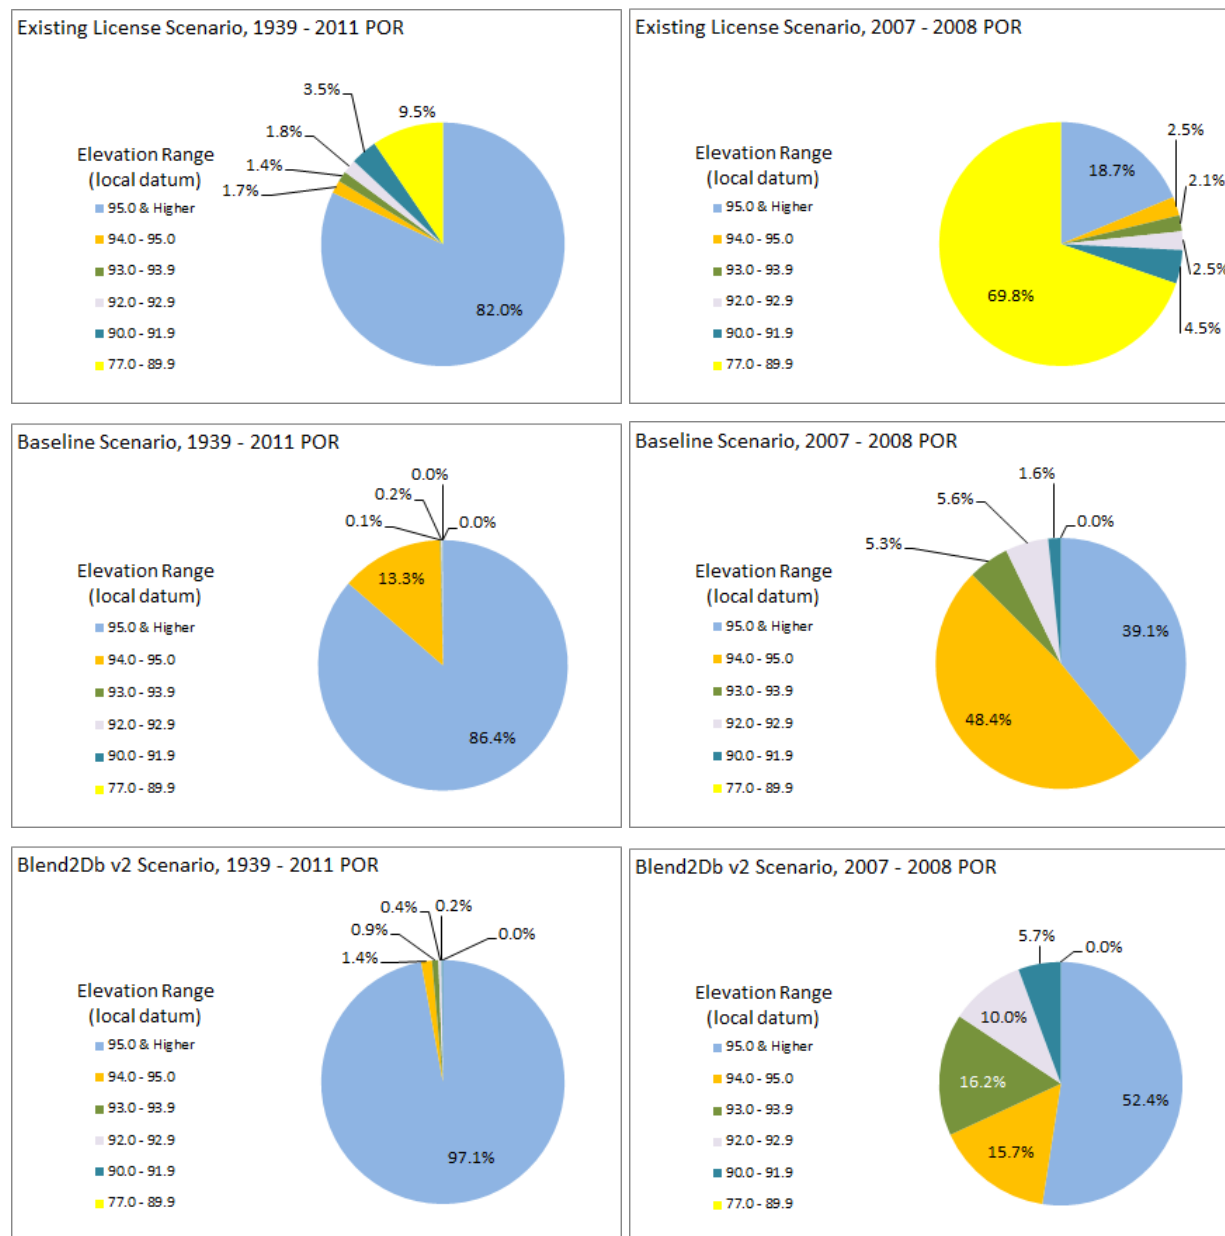 Existing License Scenario, 1939 - 2011 POR
3.5%
9.5%
1.8%
1.4%
1.7%
Elevation Range
(local datum)
95.0 & Higher
94.0 - 95.0
93.0 - 93.9
92.0 - 92.9
90.0 - 91.9
77.0 - 89.9
82.0%
Existing License Scenario, 2007 - 2008 POR
2.5%
18.7%
2.1%
2.5%
4.5%
69.8%
Elevation Range
(local datum)
95.0 & Higher
94.0 - 95.0
93.0 - 93.9
92.0 - 92.9
90.0 - 91.9
77.0 - 89.9
Baseline Scenario, 1939 - 2011 POR
0.0%
0.2%
0.1%
0.0%
13.3%
Elevation Range
(local datum)
95.0 & Higher
94.0 - 95.0
93.0 - 93.9
92.0 - 92.9
90.0 - 91.9
77.0 - 89.9
86.4%
Baseline Scenario, 2007 - 2008 POR
1.6%
5.6%
0.0%
5.3%
Elevation Range
(local datum)
95.0 & Higher
94.0 - 95.0
93.0 - 93.9
92.0 - 92.9
90.0 - 91.9
77.0 - 89.9
39.1%
48.4%
Blend2Db v2 Scenario, 1939 - 2011 POR
0.4%
0.2%
0.9%
0.0%
1.4%
Elevation Range
(local datum)
95.0 & Higher
94.0 - 95.0
93.0 - 93.9
92.0 - 92.9
90.0 - 91.9
77.0 - 89.9
97.1%
Blend2Db v2 Scenario, 2007 - 2008 POR
5.7%
0.0%
10.0%
Elevation Range
(local datum)
95.0 & Higher
94.0 - 95.0
93.0 - 93.9
92.0 - 92.9
90.0 - 91.9
77.0 - 89.9
16.2%
52.4%
15.7%